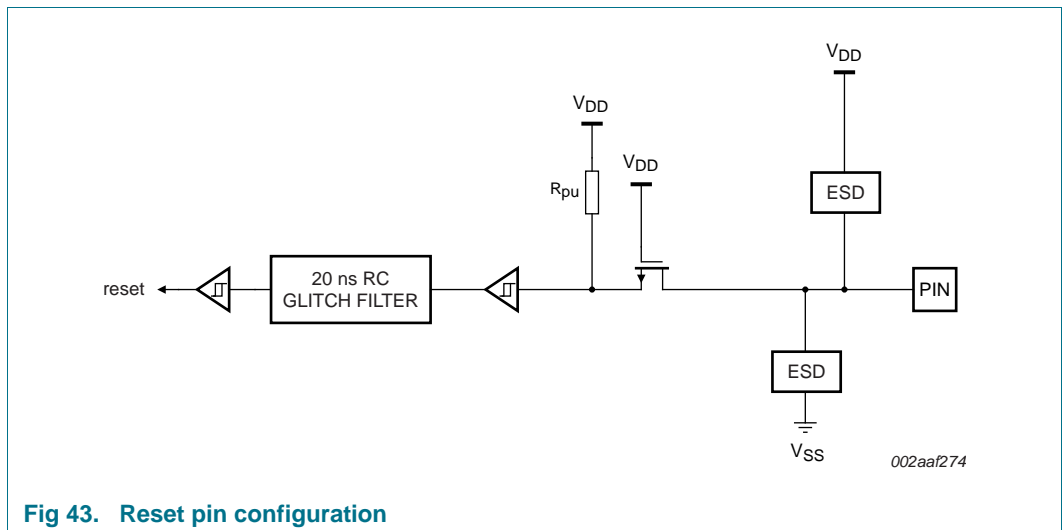 VDD
VDD
VDD
Rpu
ESD
reset
20 ns RC
GLITCH FILTER
PIN
ESD
VSS
002aaf274
Fig 43. Reset pin configuration